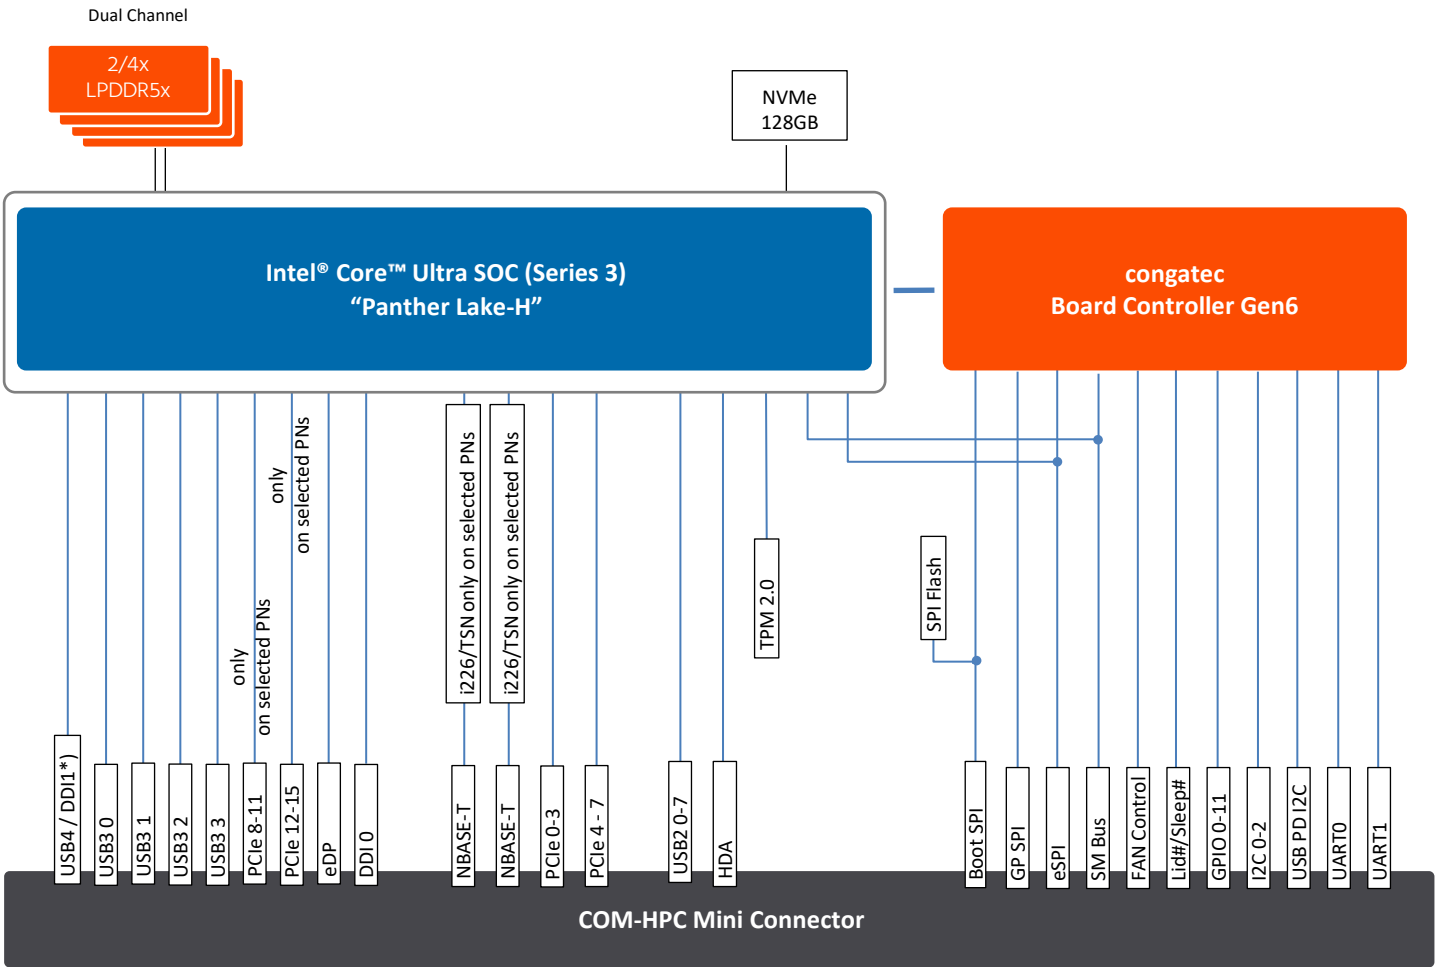 Dual Channel
2/4x
LPDDR5x
NVMe
128GB
Intel® Core™ Ultra SOC (Series 3)
“Panther Lake-H”
congatec
Board Controller Gen6
only
on selected PNs
only
on selected PNs
i226/TSN only on selected PNs
i226/TSN only on selected PNs
TPM 2.0
SPI Flash
USB4 / DDI1*)
USB3 0
USB3 1
USB3 2
USB3 3
PCIe 8-11
PCIe 12-15
eDP
DDI 0
NBASE-T
NBASE-T
PCIe 0-3
PCIe 4 - 7
USB2 0-7
HDA
Boot SPI
GP SPI
eSPI
SM Bus
FAN Control
Lid#/Sleep#
GPIO 0-11
I2C 0-2
USB PD I2C
UART0
UART1
COM-HPC Mini Connector